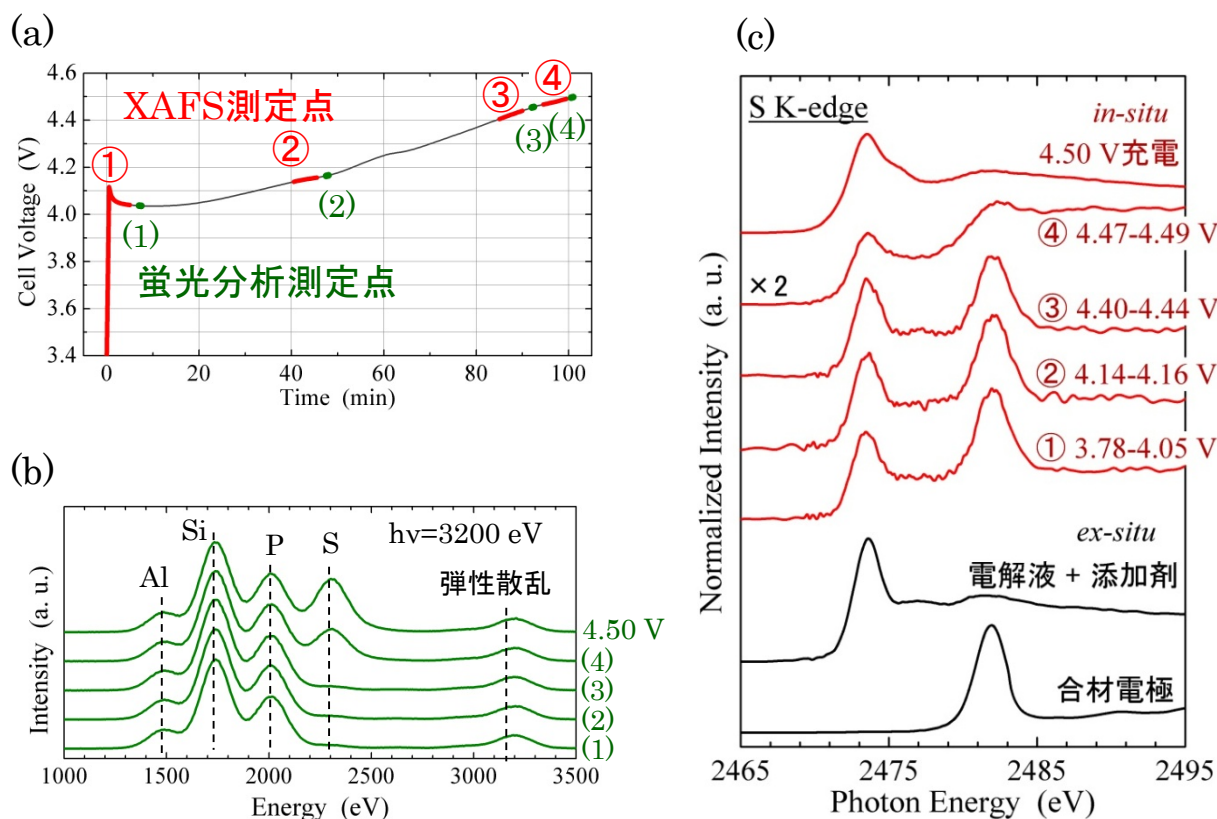 (a)
4.6
4.4
4.2
4.0
3.8
3.6
3.4
Cell Voltage (V)
XAFS測定点
①
②
③
④
(1)
(2)
(3)
(4)
蛍光分析測定点
0
20
40
60
80
100
Time (min)
(b)
Intensity (a. u.)
Al
Si
P
S
hν=3200 eV
弾性散乱
4.50 V
(4)
(3)
(2)
(1)
1000
1500
2000
2500
3000
3500
Energy (eV)
(c)
Normalized Intensity (a. u.)
S K-edge
in-situ
4.50 V充電
④ 4.47-4.49 V
×2
③ 4.40-4.44 V
② 4.14-4.16 V
① 3.78-4.05 V
ex-situ
電解液 + 添加剤
合材電極
2465
2475
2485
2495
Photon Energy (eV)